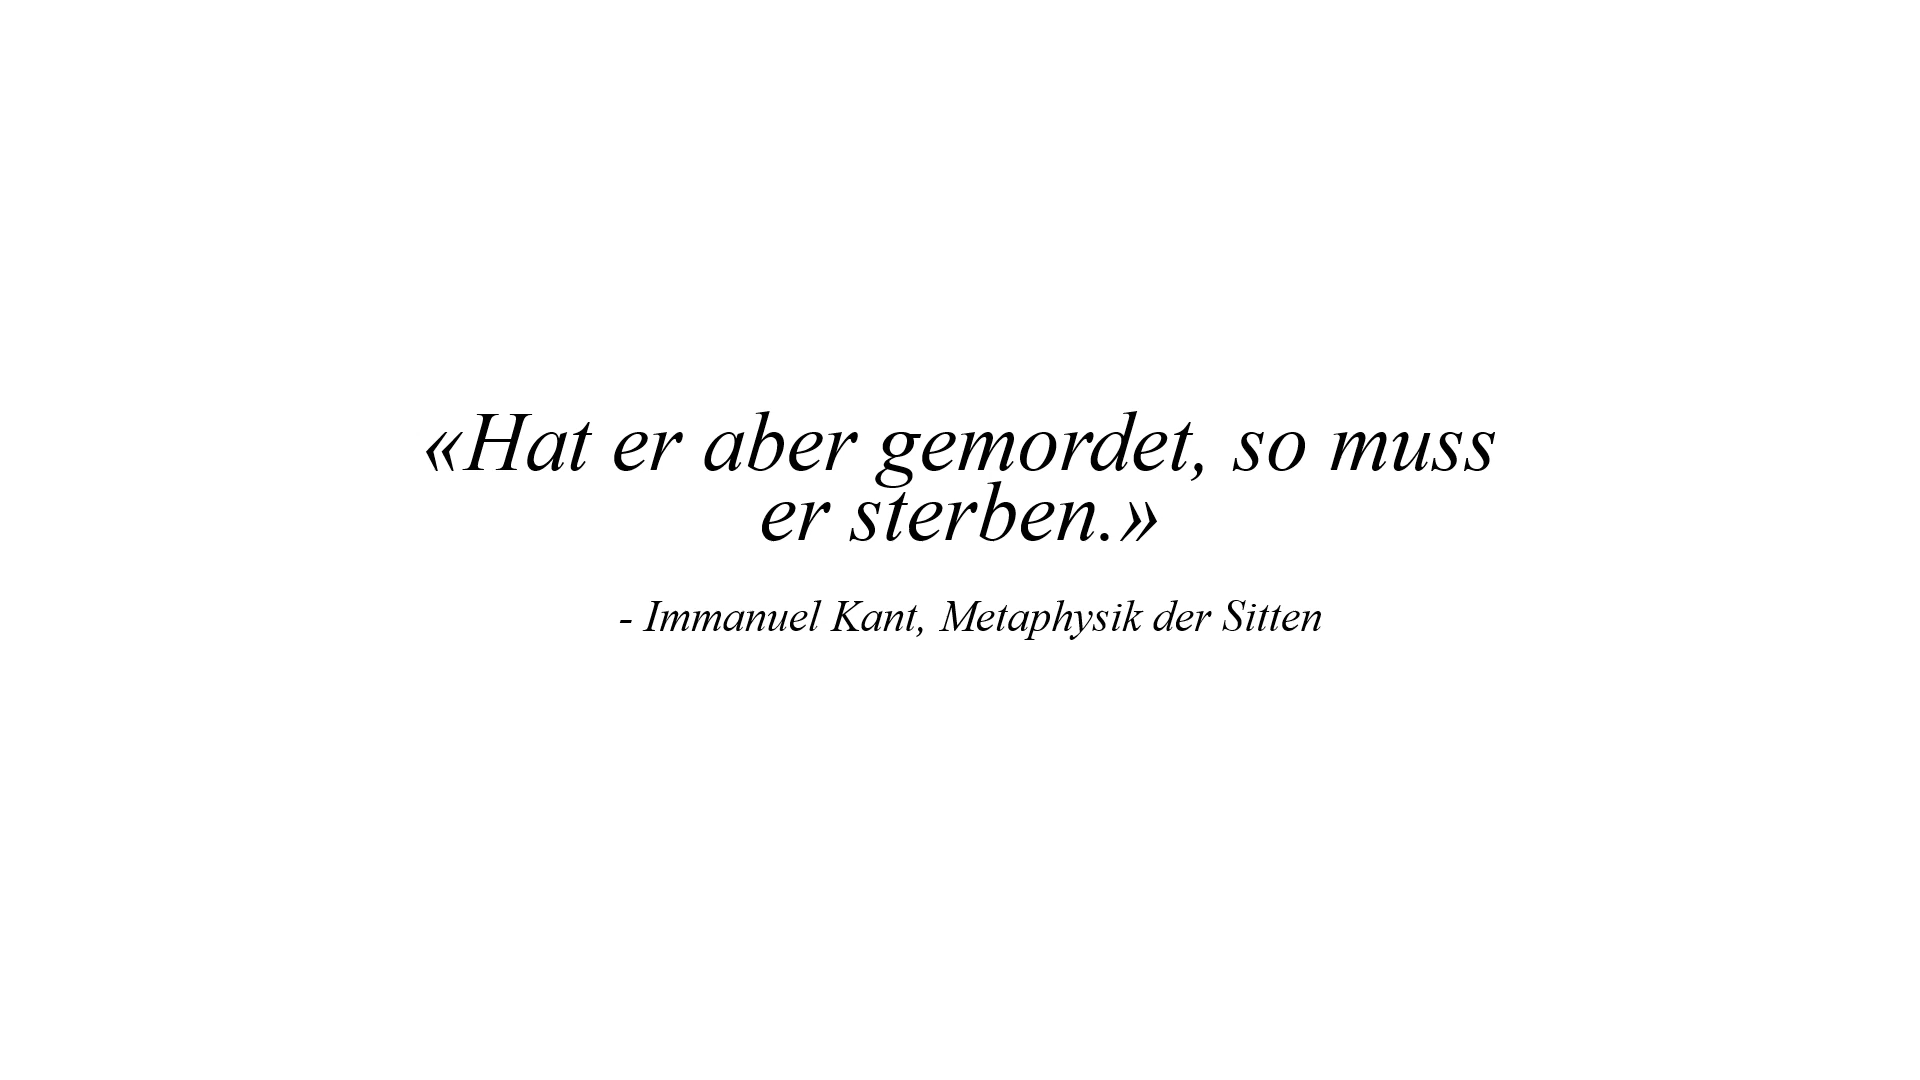 «Hat er aber gemordet, so muss
er sterben.»
- Immanuel Kant, Metaphysik der Sitten